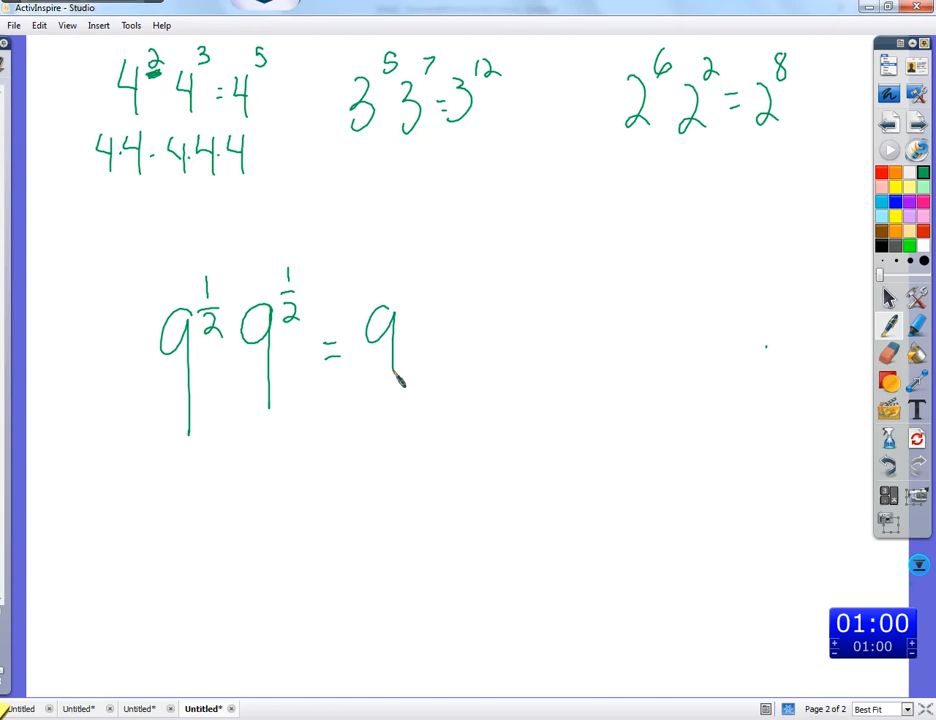 ActivInspire - Studio
File Edit View Insert Tools Help
4² 4³ = 4⁵
3⁵ 3⁷ = 3¹²
2⁶ 2² = 2⁸
4·4 · 4·4·4
9^(1/2) 9^(1/2) = 9
01:00
01:00
Untitled Untitled* Untitled* Untitled*
Page 2 of 2 Best Fit